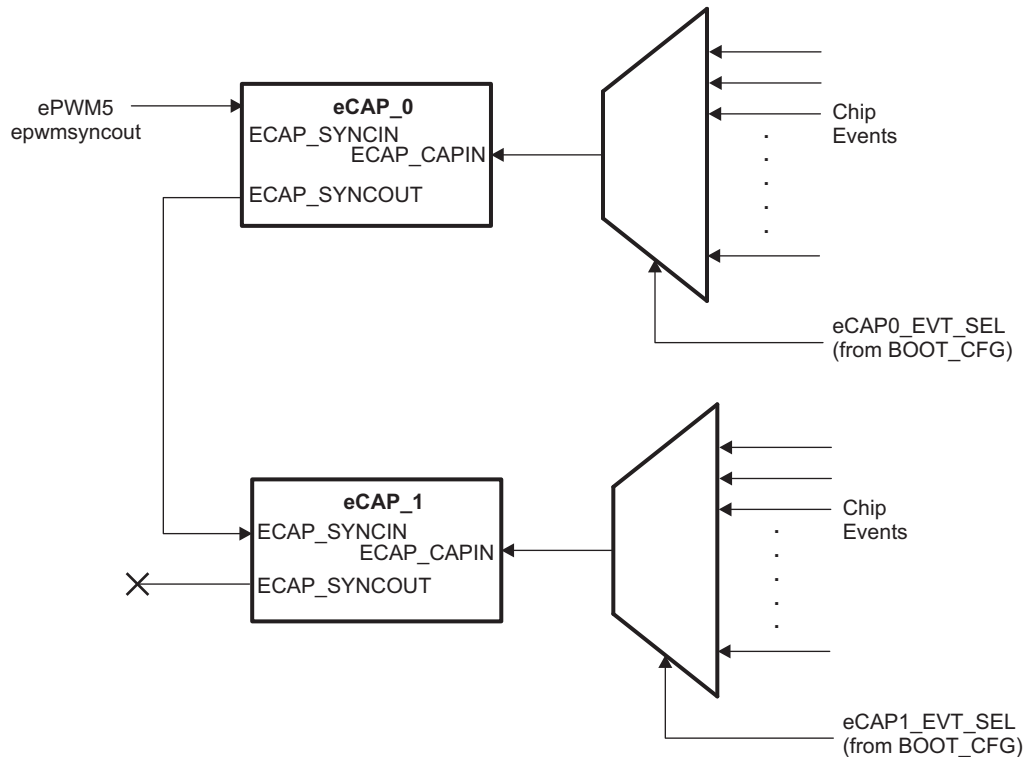 eCAP_0
ePWM5
epwmsyncout
ECAP_SYNCIN
ECAP_CAPIN
ECAP_SYNCOUT
Chip
Events
eCAP0_EVT_SEL
(from BOOT_CFG)
eCAP_1
ECAP_SYNCIN
ECAP_CAPIN
ECAP_SYNCOUT
Chip
Events
eCAP1_EVT_SEL
(from BOOT_CFG)